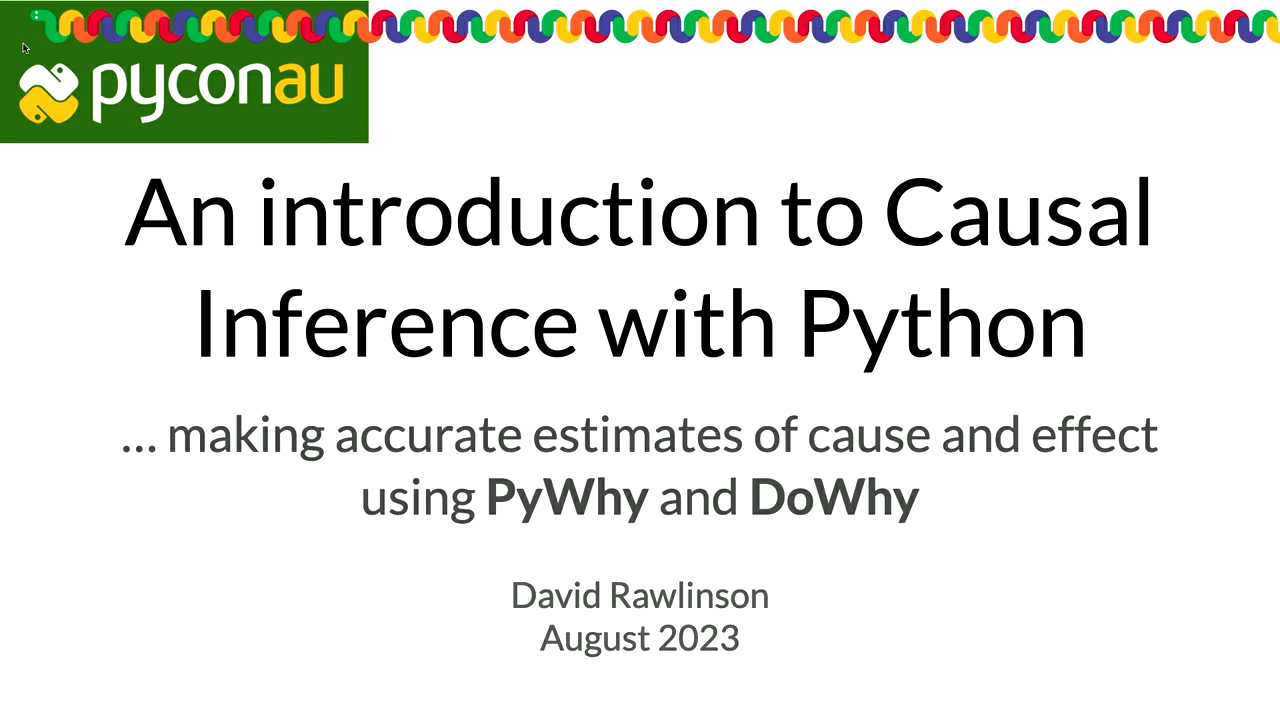 pyconau
An introduction to Causal
Inference with Python
... making accurate estimates of cause and effect
using PyWhy and DoWhy
David Rawlinson
August 2023